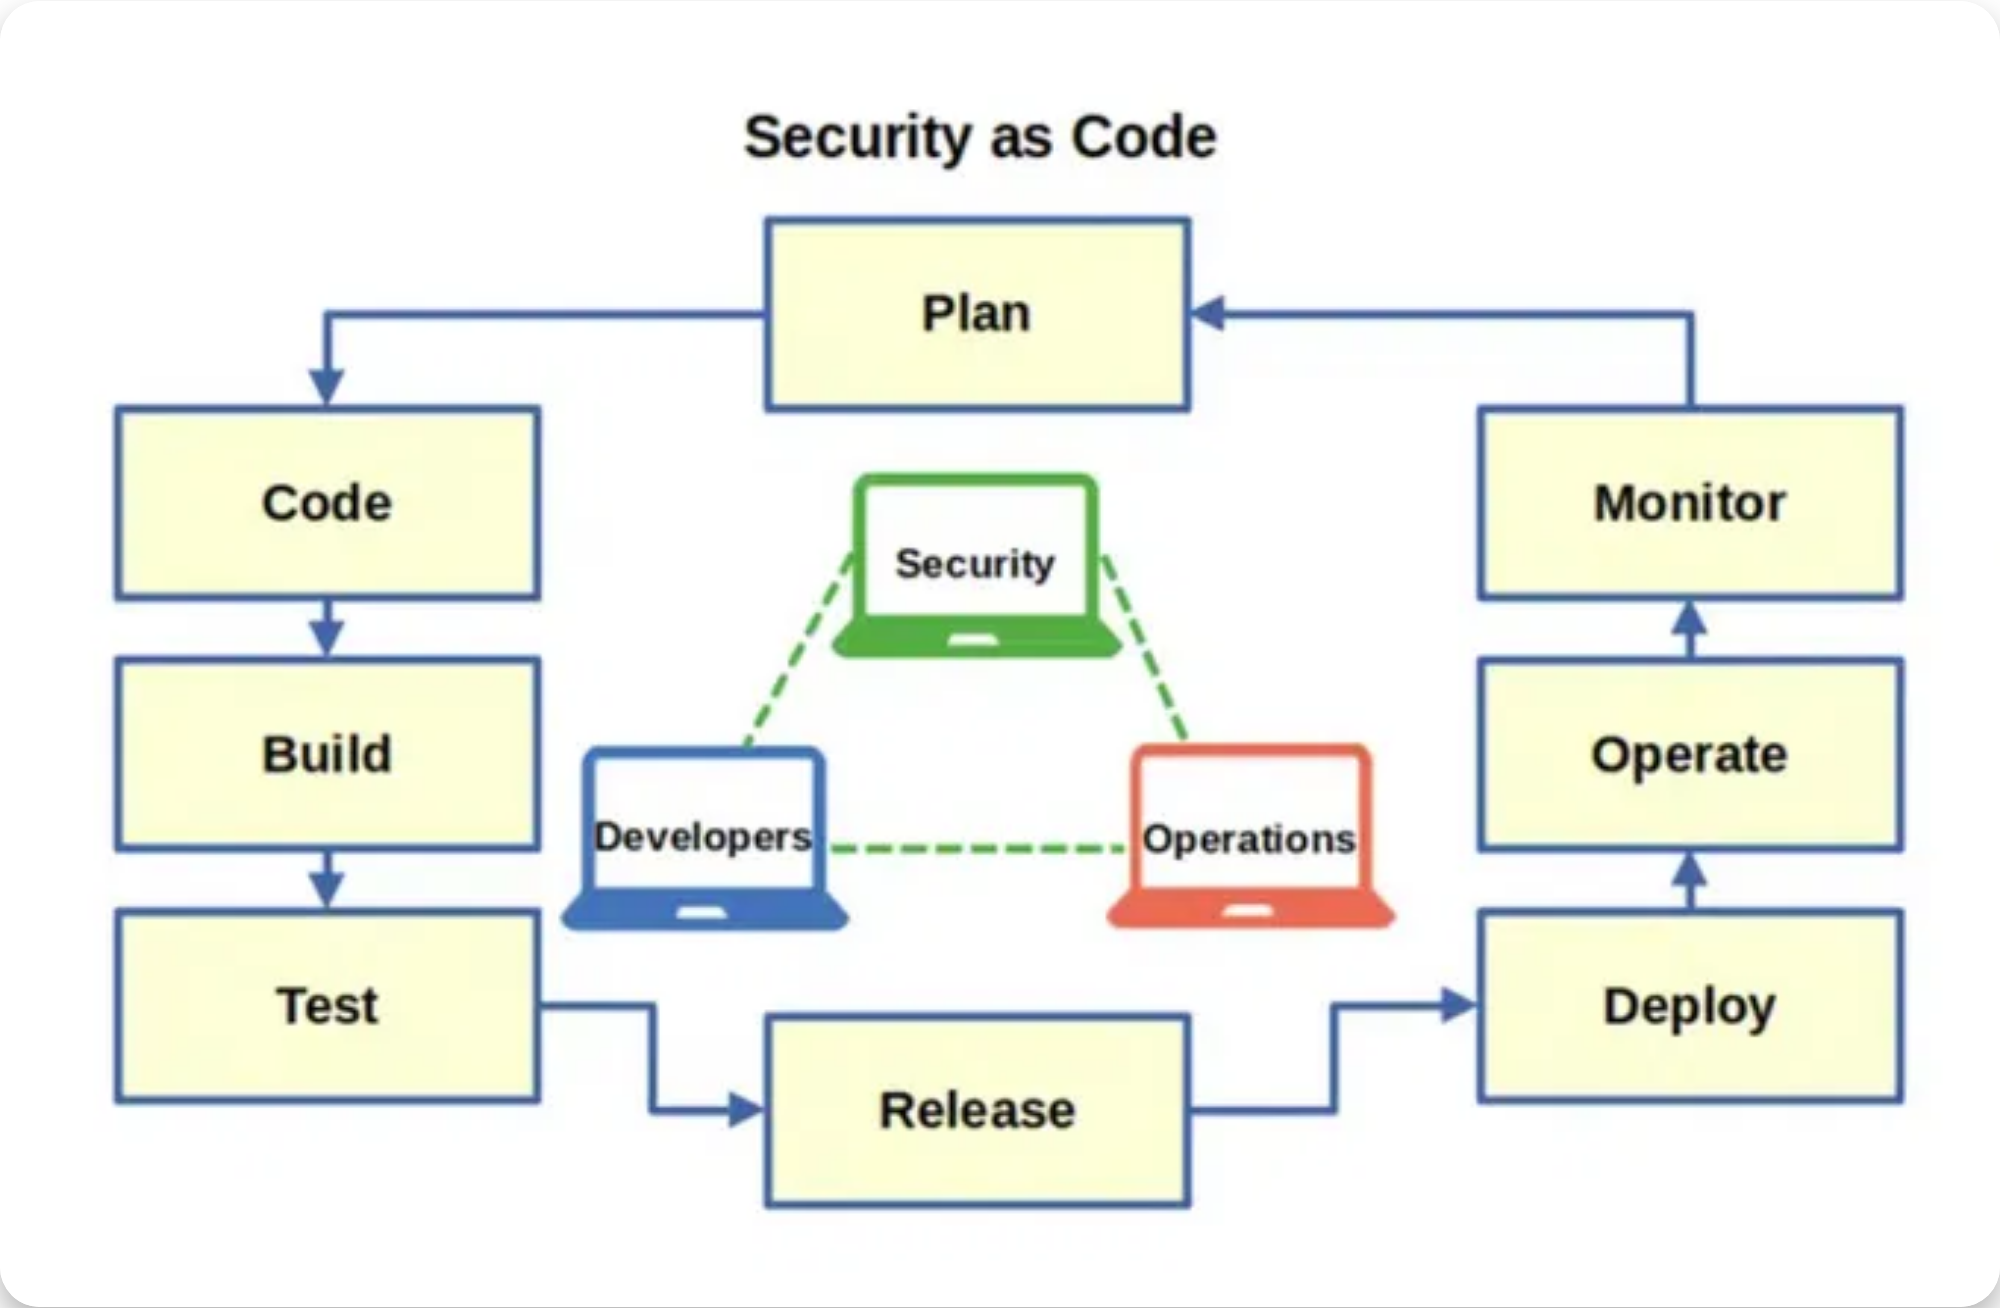 Security as Code
Plan
Code
Monitor
Security
Build
Operate
Developers
Operations
Test
Deploy
Release